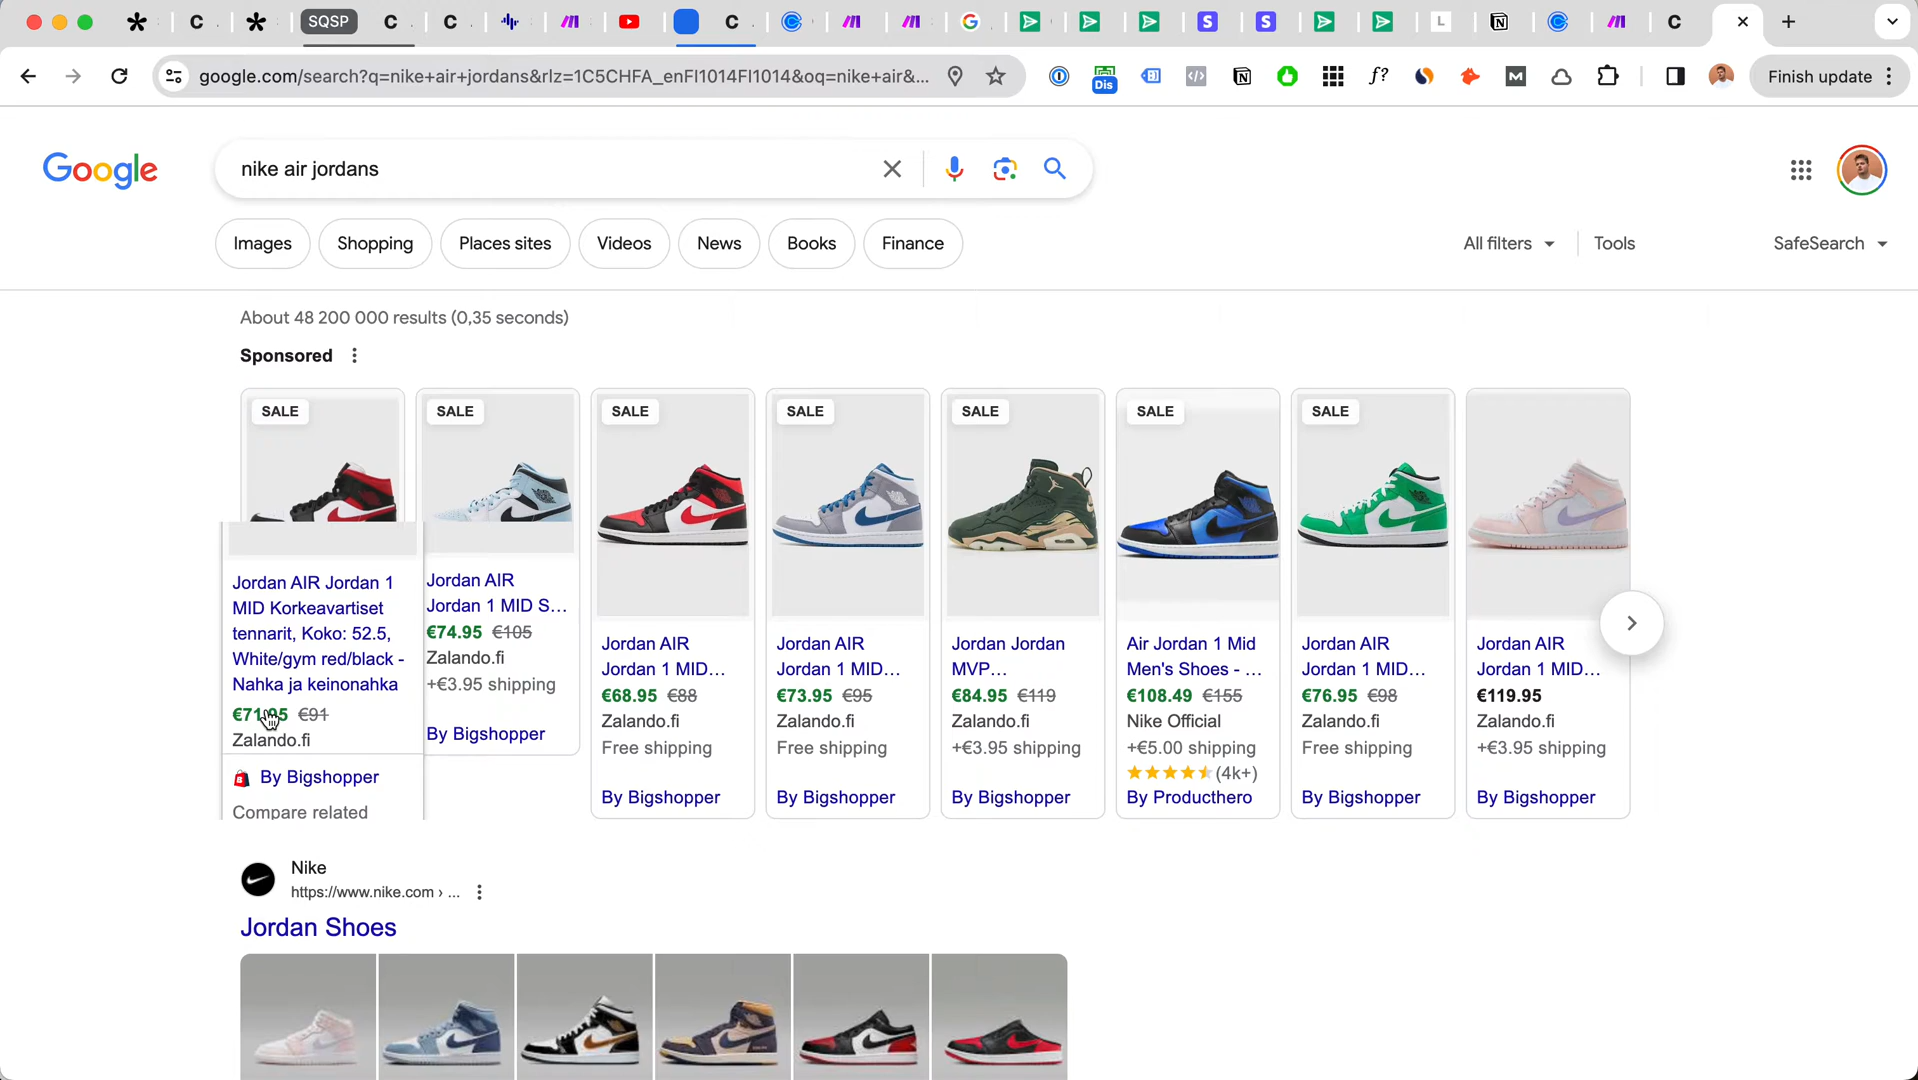 SQSP
C
C
C
C
L
C
google.com/search?q=nike+air+jordans&rlz=1C5CHFA_enFI1014FI1014&oq=nike+air&...
Dis
f?
M
Finish update
Google
nike air jordans
Images
Shopping
Places sites
Videos
News
Books
Finance
All filters
Tools
SafeSearch
About 48 200 000 results (0,35 seconds)
Sponsored
SALE
Jordan AIR Jordan 1
MID Korkeavartiset
tennarit, Koko: 52.5,
White/gym red/black -
Nahka ja keinonahka
€71.95 €91
Zalando.fi
By Bigshopper
Compare related
SALE
Jordan AIR
Jordan 1 MID S...
€74.95 €105
Zalando.fi
+€3.95 shipping
By Bigshopper
SALE
Jordan AIR
Jordan 1 MID...
€68.95 €88
Zalando.fi
Free shipping
By Bigshopper
SALE
Jordan AIR
Jordan 1 MID...
€73.95 €95
Zalando.fi
Free shipping
By Bigshopper
SALE
Jordan Jordan
MVP...
€84.95 €119
Zalando.fi
+€3.95 shipping
By Bigshopper
SALE
Air Jordan 1 Mid
Men's Shoes - ...
€108.49 €155
Nike Official
+€5.00 shipping
(4k+)
By Producthero
SALE
Jordan AIR
Jordan 1 MID...
€76.95 €98
Zalando.fi
Free shipping
By Bigshopper
Jordan AIR
Jordan 1 MID...
€119.95
Zalando.fi
+€3.95 shipping
By Bigshopper
Nike
https://www.nike.com › ...
Jordan Shoes